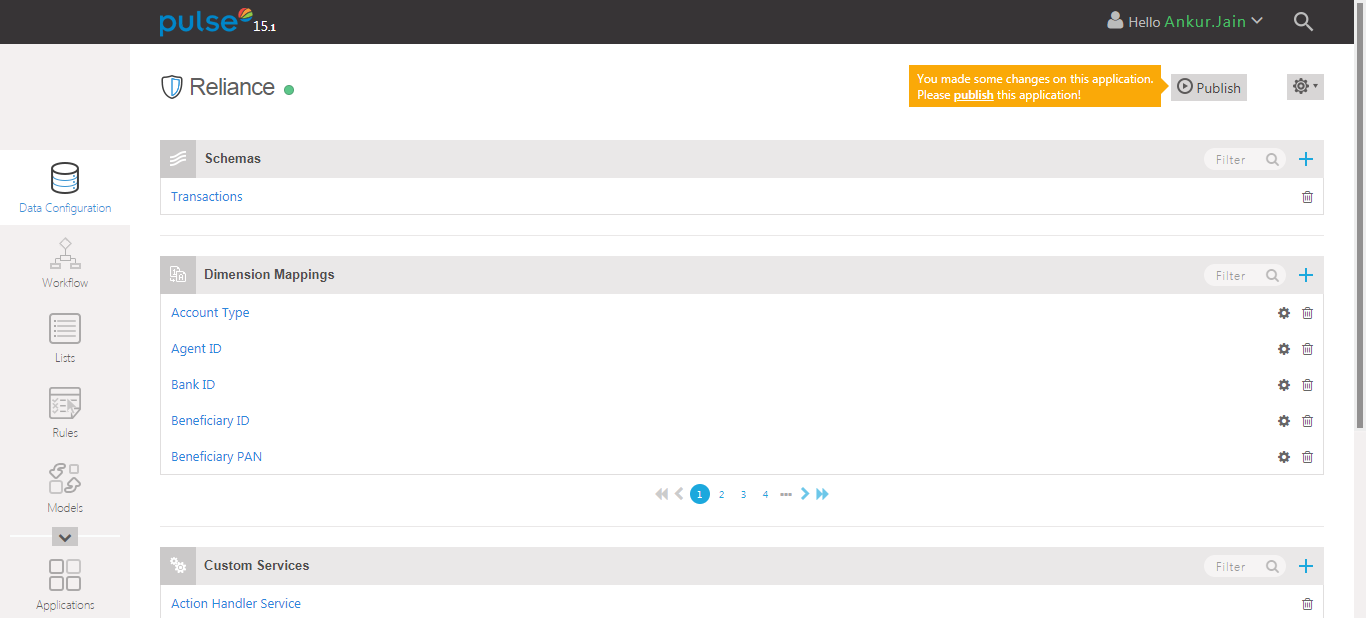 pulse 15.1
Hello Ankur.Jain
Reliance
You made some changes on this application.
Please publish this application!
Publish
Data Configuration
Workflow
Lists
Rules
Models
Applications
Schemas
Filter
Transactions
Dimension Mappings
Filter
Account Type
Agent ID
Bank ID
Beneficiary ID
Beneficiary PAN
1 2 3 4
Custom Services
Filter
Action Handler Service